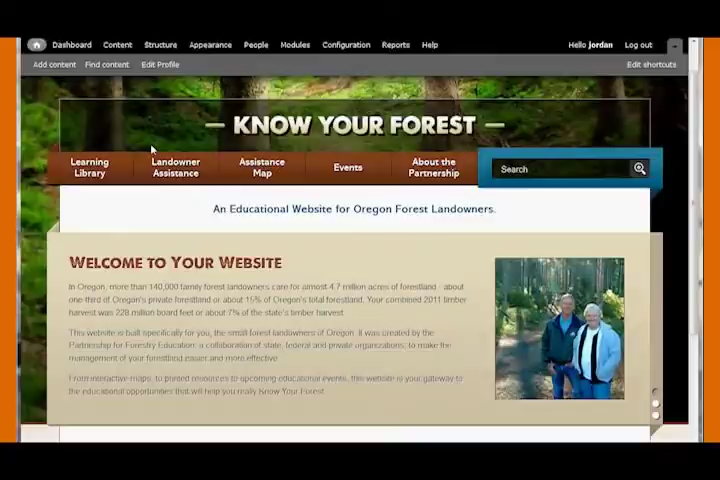 Dashboard Content Structure Appearance People Modules Configuration Reports Help Hello jordan Log out
Add content Find content Edit Profile Edit shortcuts
KNOW YOUR FOREST
Learning Library
Landowner Assistance
Assistance Map
Events
About the Partnership
Search
An Educational Website for Oregon Forest Landowners.
WELCOME TO YOUR WEBSITE
In Oregon, more than 140,000 family forest landowners care for almost 4.7 million acres of forestland - about
one-third of Oregon's private forestland or about 15% of Oregon's total forestland. Your combined 2011 timber
harvest was 228 million board feet or about 7% of the state's timber harvest.
This website is built specifically for you, the small forest landowners of Oregon. It was created by the
Partnership for Forestry Education, a collaboration of state, federal and private organizations, to make the
management of your forestland easier and more effective.
From interactive maps, to printed resources to upcoming educational events, this website is your gateway to
the educational opportunities that will help you really Know Your Forest.